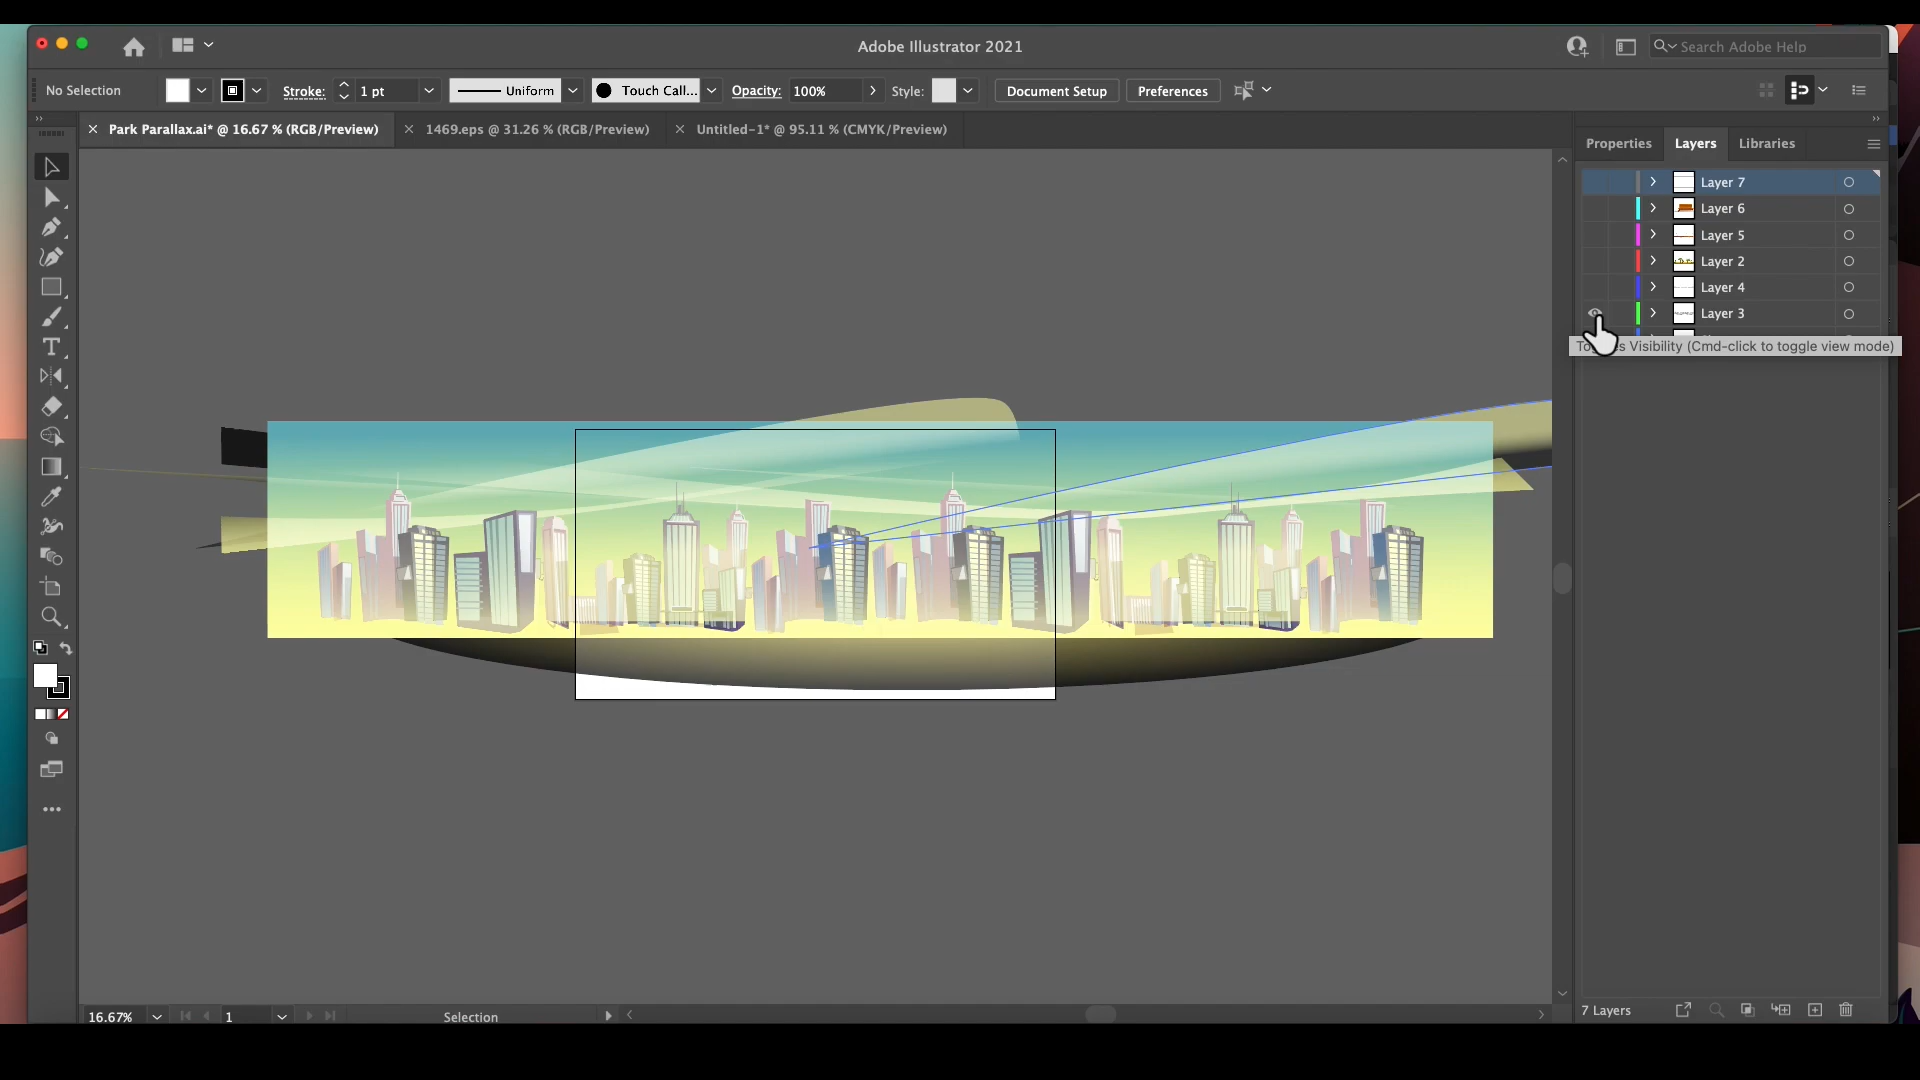 Adobe Illustrator 2021
Search Adobe Help
No Selection
Stroke:
1 pt
Uniform
Touch Call...
Opacity:
100%
Style:
Document Setup
Preferences
Park Parallax.ai* @ 16.67 % (RGB/Preview)
1469.eps @ 31.26 % (RGB/Preview)
Untitled-1* @ 95.11 % (CMYK/Preview)
Properties
Layers
Libraries
Layer 7
Layer 6
Layer 5
Layer 2
Layer 4
Layer 3
Visibility (Cmd-click to toggle view mode)
16.67%
1
Selection
7 Layers